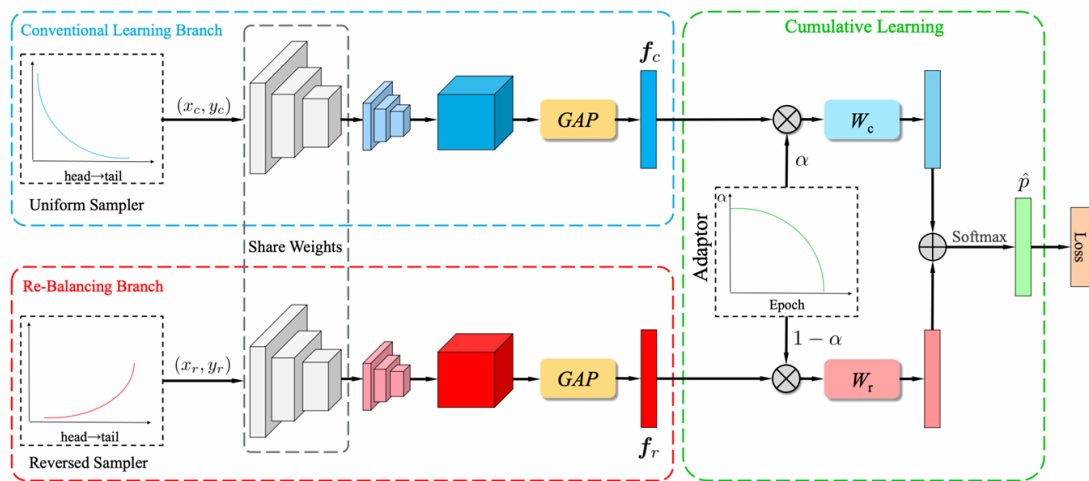 Conventional Learning Branch
head→tail
Uniform Sampler
(x_c, y_c)
GAP
f_c
Share Weights
Re-Balancing Branch
head→tail
Reversed Sampler
(x_r, y_r)
GAP
f_r
Cumulative Learning
α
W_c
Adaptor
α
Epoch
1 − α
W_r
Softmax
p̂
Loss